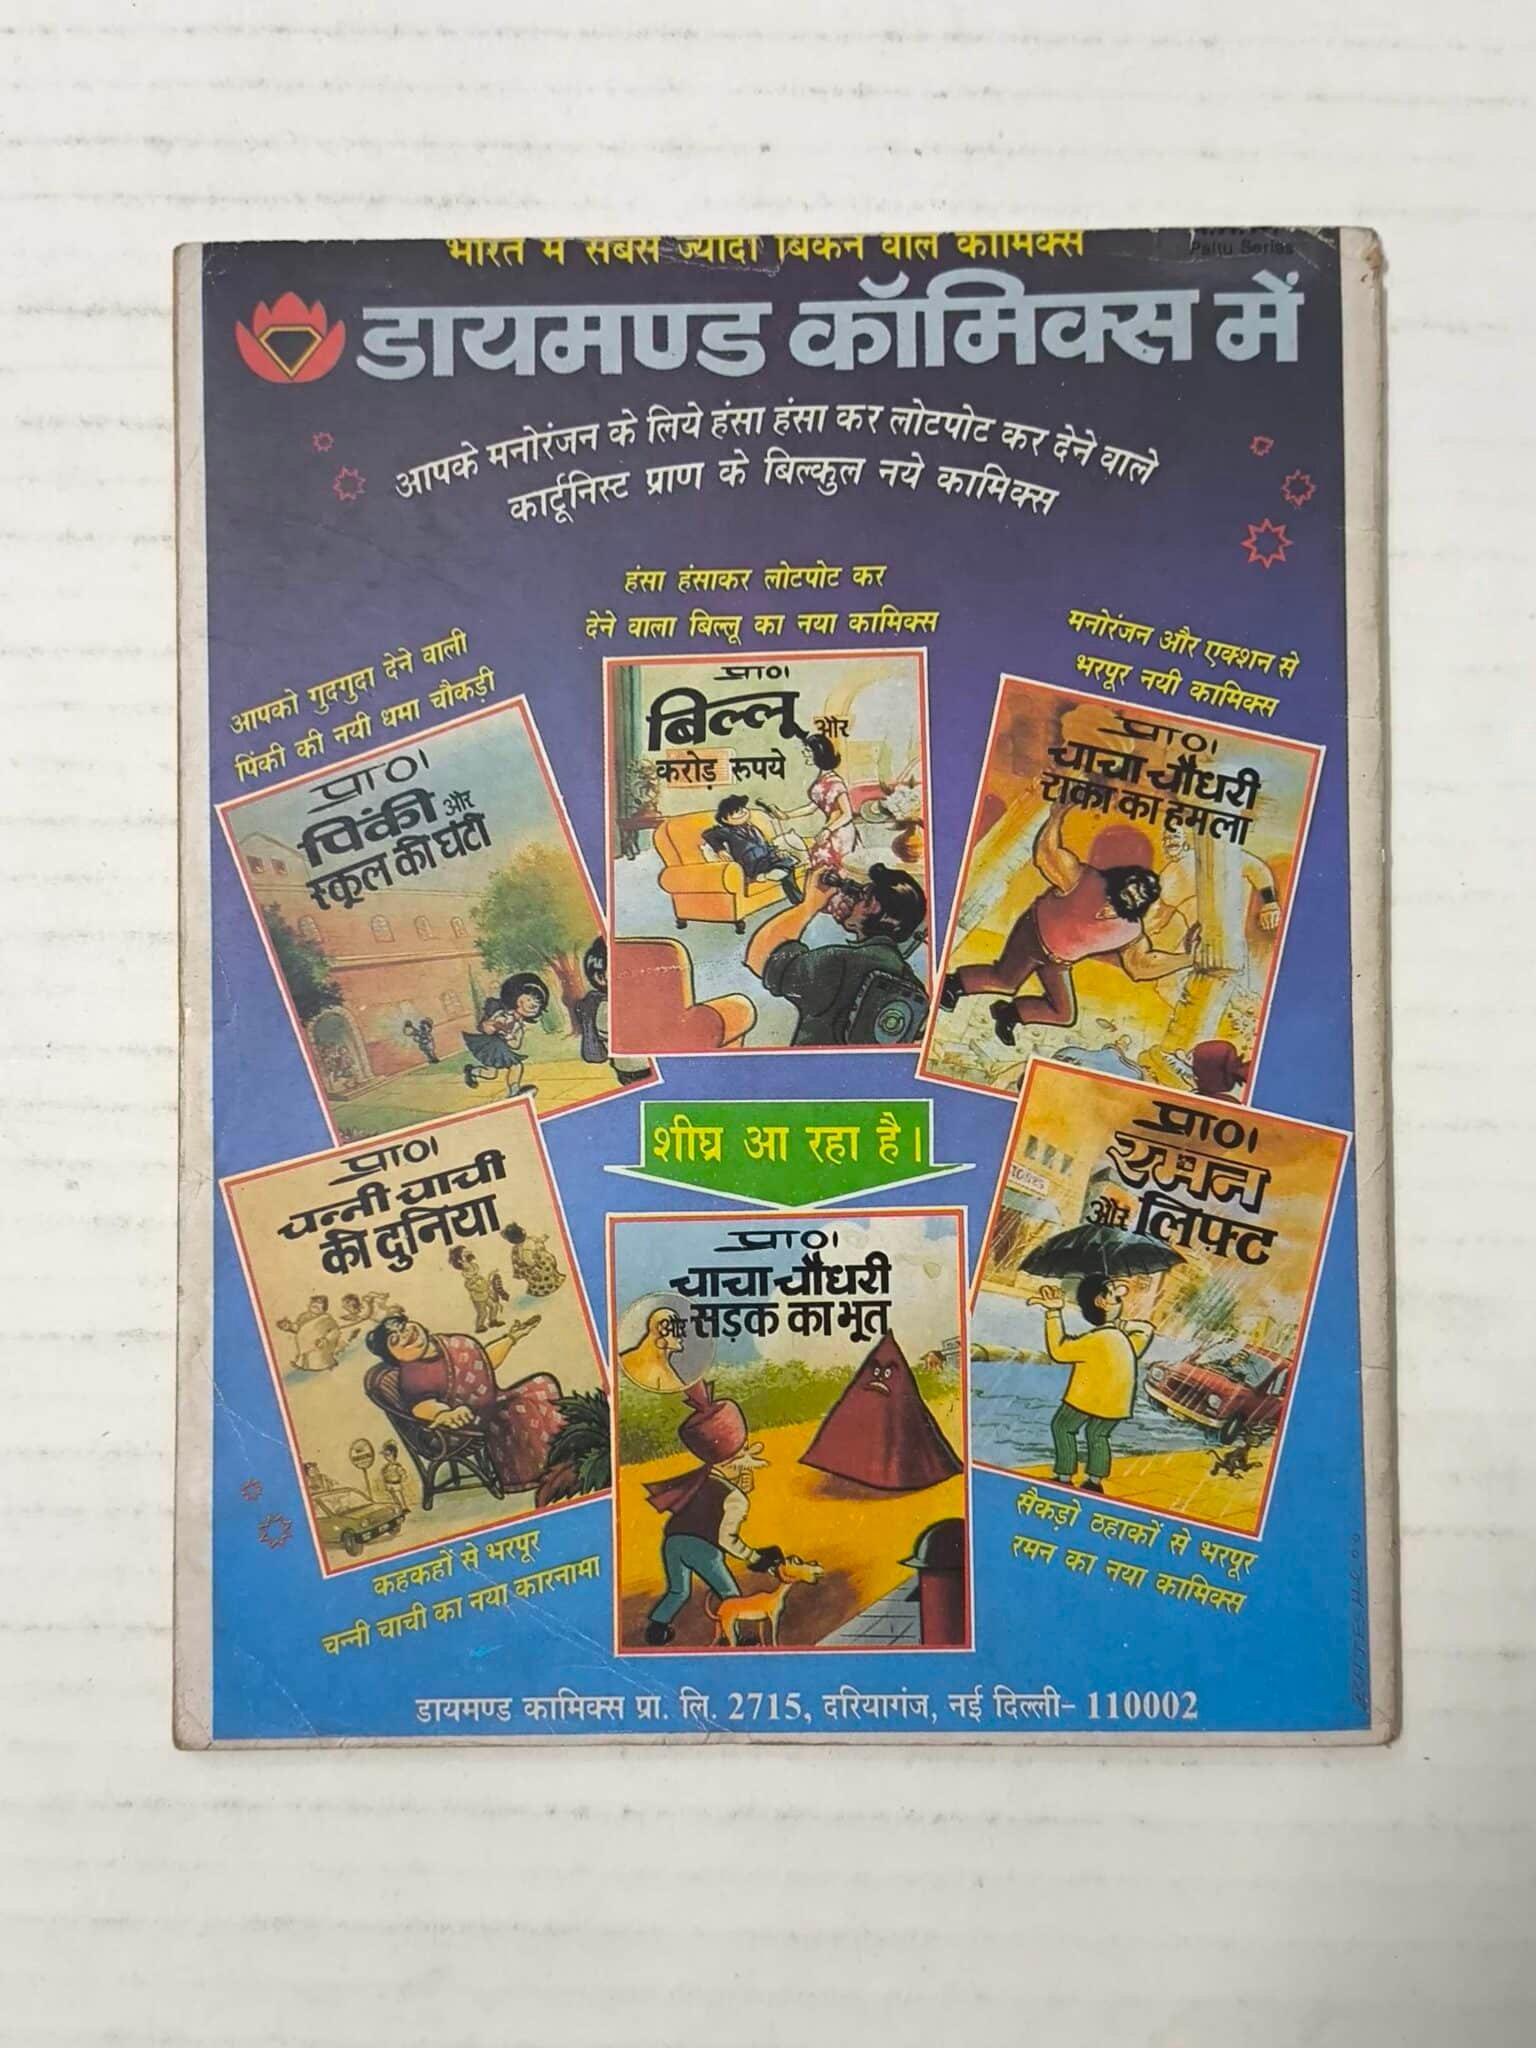 भारत में सबसे ज्यादा बिकने वाले कॉमिक्स
Paltu Series
डायमण्ड कॉमिक्स में
आपके मनोरंजन के लिये हंसा हंसा कर लोटपोट कर देने वाले
कार्टूनिस्ट प्राण के बिल्कुल नये कामिक्स
हंसा हंसाकर लोटपोट कर
देने वाला बिल्लू का नया कामिक्स
आपको गुदगुदा देने वाली
पिंकी की नयी धमा चौकड़ी
मनोरंजन और एक्शन से
भरपूर नयी कामिक्स
प्राण
पिंकी और
स्कूल की घंटी
प्राण
बिल्लू और
करोड़ रुपये
प्राण
चाचा चौधरी
राका का हमला
शीघ्र आ रहा है।
प्राण
चन्नी चाची
की दुनिया
प्राण
चाचा चौधरी
और सड़क का भूत
प्राण
रमन
और लिफ़्ट
कहकहों से भरपूर
चन्नी चाची का नया कारनामा
सैकड़ो ठहाकों से भरपूर
रमन का नया कामिक्स
डायमण्ड कामिक्स प्रा. लि. 2715, दरियागंज, नई दिल्ली- 110002